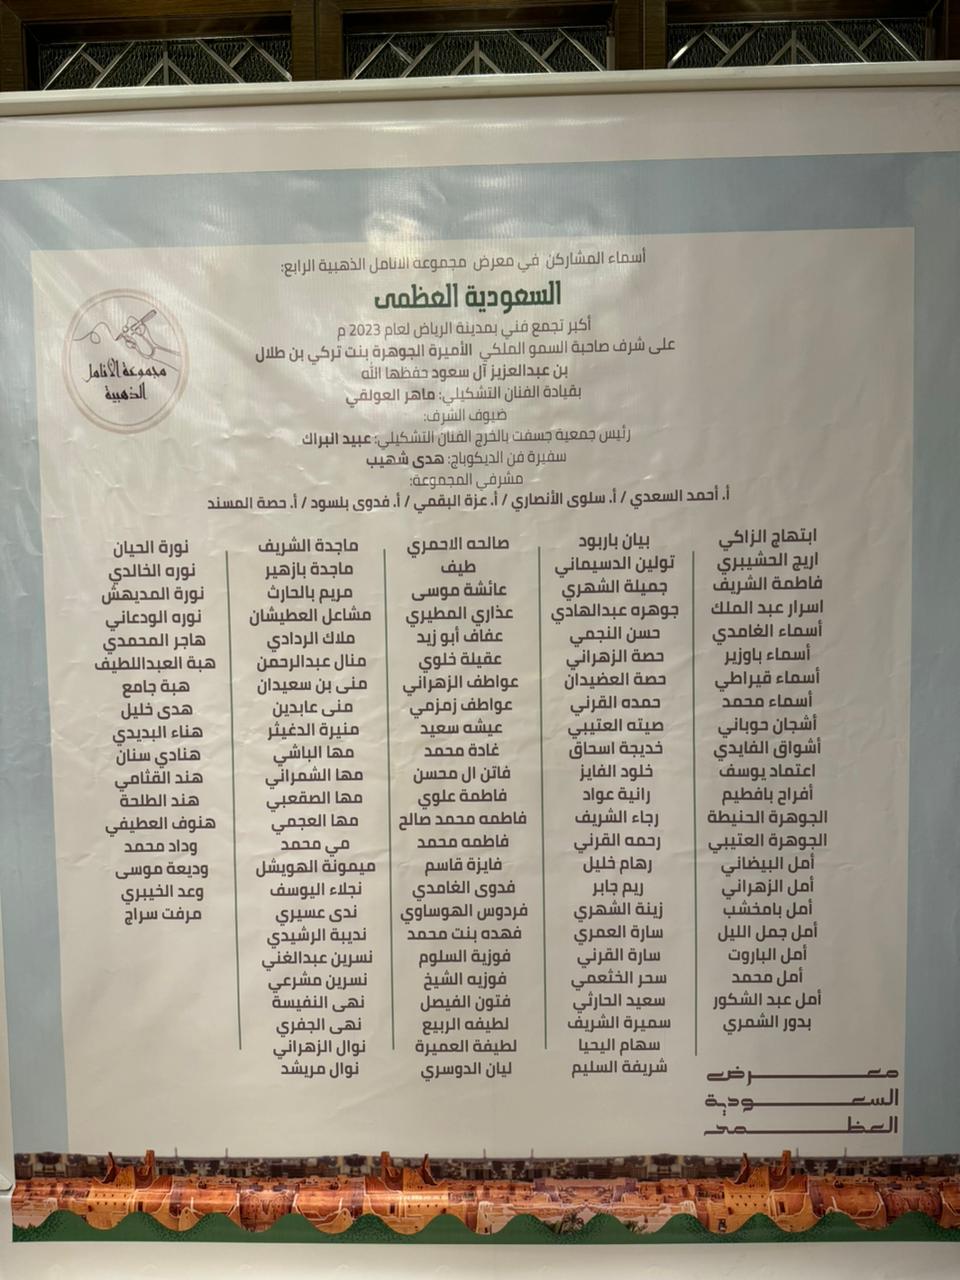 أسماء المشاركن في معرض مجموعة الانامل الذهبية الرابع:
السعودية العظمى
أكبر تجمع فني بمدينة الرياض لعام 2023 م
على شرف صاحبة السمو الملكي الأميرة الجوهرة بنت تركي بن طلال
بن عبدالعزيز آل سعود حفظها الله
بقيادة الفنان التشكيلي: ماهر العولقي
ضيوف الشرف:
رئيس جمعية جسفت بالخرج الفنان التشكيلي: عبيد البراك
سفيرة فن الديكوباج: هدى شهيب
مشرفي المجموعة:
أ. أحمد السعدي / أ. سلوى الأنصاري / أ. عزة البقمي / أ. فدوى بلسود / أ. حصة المسند
مجموعة الأنامل
الذهبية
ابتهاج الزاكي
اريج الحشيبري
فاطمة الشريف
اسرار عبد الملك
أسماء الغامدي
أسماء باوزير
أسماء قيراطي
أسماء محمد
أشجان حوباني
أشواق الفايدي
اعتماد يوسف
أفراح بافطيم
الجوهرة الحنيطة
الجوهرة العتيبي
أمل البيضاني
أمل الزهراني
أمل بامخشب
أمل جمل الليل
أمل الباروت
أمل محمد
أمل عبد الشكور
بدور الشمري
بيان باربود
تولين الدسيماني
جميلة الشهري
جوهره عبدالهادي
حسن النجمي
حصة الزهراني
حصة العضيدان
حمده القرني
صيته العتيبي
خديجة اسحاق
خلود الفايز
رانية عواد
رجاء الشريف
رحمه القرني
رهام خليل
ريم جابر
زينة الشهري
سارة العمري
سارة القرني
سحر الخثعمي
سعيد الحارثي
سميرة الشريف
سهام اليحيا
شريفة السليم
صالحه الاحمري
طيف
عائشة موسى
عذاري المطيري
عفاف أبو زيد
عقيلة خلوي
عواطف الزهراني
عواطف زمزمي
عيشه سعيد
غادة محمد
فاتن ال محسن
فاطمة علوي
فاطمه محمد صالح
فاطمه محمد
فايزة قاسم
فدوى الغامدي
فردوس الهوساوي
فهده بنت محمد
فوزية السلوم
فوزيه الشيخ
فتون الفيصل
لطيفه الربيع
لطيفة العميرة
ليان الدوسري
ماجدة الشريف
ماجدة بازهير
مريم بالحارث
مشاعل العطيشان
ملاك الردادي
منال عبدالرحمن
منى بن سعيدان
منى عابدين
منيرة الدغيثر
مها الباشي
مها الشمراني
مها الصقعبي
مها العجمي
مي محمد
ميمونة الهويشل
نجلاء اليوسف
ندى عسيري
نديبة الرشيدي
نسرين عبدالغني
نسرين مشرعي
نهى النفيسة
نهى الجفري
نوال الزهراني
نوال مريشد
نورة الحيان
نوره الخالدي
نورة المديهش
نوره الودعاني
هاجر المحمدي
هبة العبداللطيف
هبة جامع
هدى خليل
هناء البديدي
هنادي سنان
هند القثامي
هند الطلحة
هنوف العطيفي
وداد محمد
وديعة موسى
وعد الخيبري
مرفت سراج
معرض
السعودية
العظمى